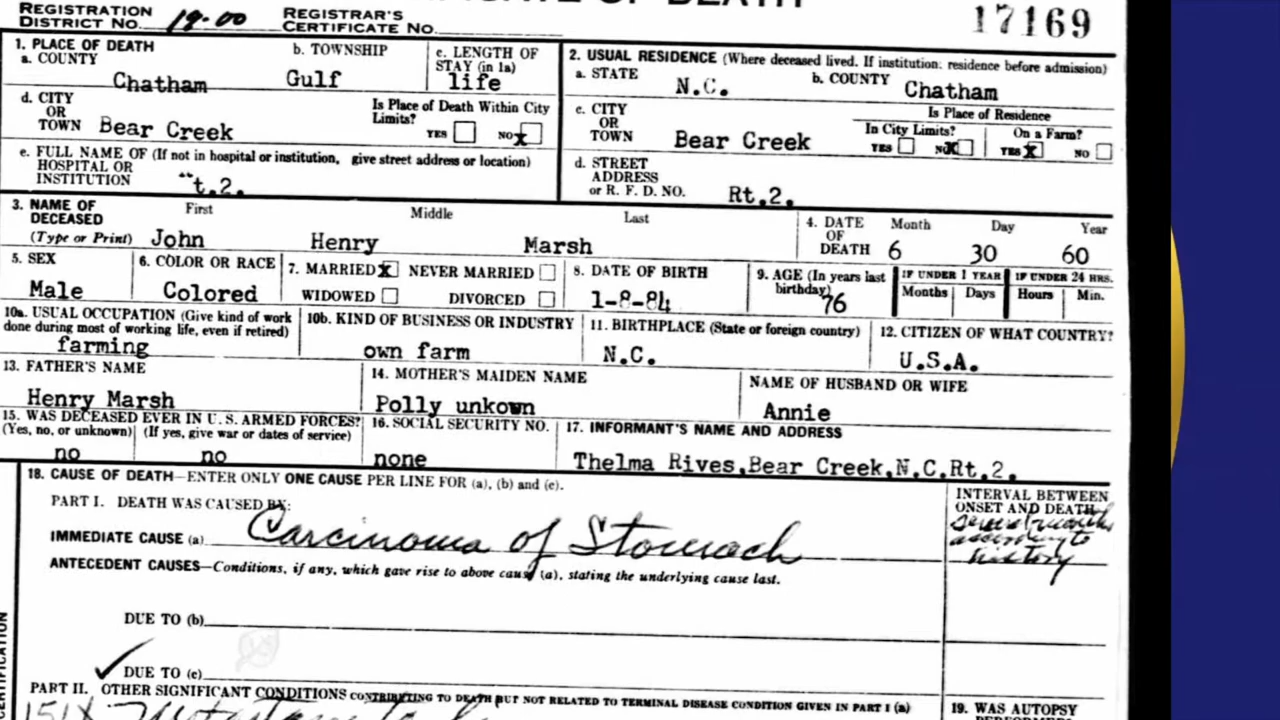 REGISTRATION DISTRICT NO. 19-00 REGISTRAR'S CERTIFICATE NO. 17169
1. PLACE OF DEATH
a. COUNTY Chatham
b. TOWNSHIP Gulf
c. LENGTH OF STAY (in 1a) life
2. USUAL RESIDENCE (Where deceased lived. If institution: residence before admission)
a. STATE N.C. b. COUNTY Chatham
d. CITY OR TOWN Bear Creek
Is Place of Death Within City Limits? YES NO x
c. CITY OR TOWN Bear Creek
Is Place of Residence
In City Limits? YES NO X
On a Farm? YES X NO
e. FULL NAME OF (If not in hospital or institution, give street address or location) HOSPITAL OR INSTITUTION t.2.
d. STREET ADDRESS or R. F. D. NO. Rt.2.
3. NAME OF DECEASED (Type or Print)
First Middle Last
John Henry Marsh
4. DATE OF DEATH Month Day Year
6 30 60
5. SEX Male
6. COLOR OR RACE Colored
7. MARRIED X NEVER MARRIED WIDOWED DIVORCED
8. DATE OF BIRTH 1-8-84
9. AGE (In years last birthday) 76
IF UNDER 1 YEAR Months Days
IF UNDER 24 HRS. Hours Min.
10a. USUAL OCCUPATION (Give kind of work done during most of working life, even if retired) farming
10b. KIND OF BUSINESS OR INDUSTRY own farm
11. BIRTHPLACE (State or foreign country) N.C.
12. CITIZEN OF WHAT COUNTRY? U.S.A.
13. FATHER'S NAME Henry Marsh
14. MOTHER'S MAIDEN NAME Polly unkown
NAME OF HUSBAND OR WIFE Annie
15. WAS DECEASED EVER IN U. S. ARMED FORCES?
(Yes, no, or unknown) (If yes, give war or dates of service)
no no
16. SOCIAL SECURITY NO. none
17. INFORMANT'S NAME AND ADDRESS
Thelma Rives,Bear Creek,N.C.Rt.2.
18. CAUSE OF DEATH—ENTER ONLY ONE CAUSE PER LINE FOR (a), (b) and (c).
INTERVAL BETWEEN ONSET AND DEATH
PART I. DEATH WAS CAUSED BY:
IMMEDIATE CAUSE (a) Carcinoma of Stomach
according to history
ANTECEDENT CAUSES—Conditions, if any, which gave rise to above cause (a), stating the underlying cause last.
DUE TO (b)
DUE TO (c)
PART II. OTHER SIGNIFICANT CONDITIONS CONTRIBUTING TO DEATH BUT NOT RELATED TO TERMINAL DISEASE CONDITION GIVEN IN PART I (a)
151X
19. WAS AUTOPSY